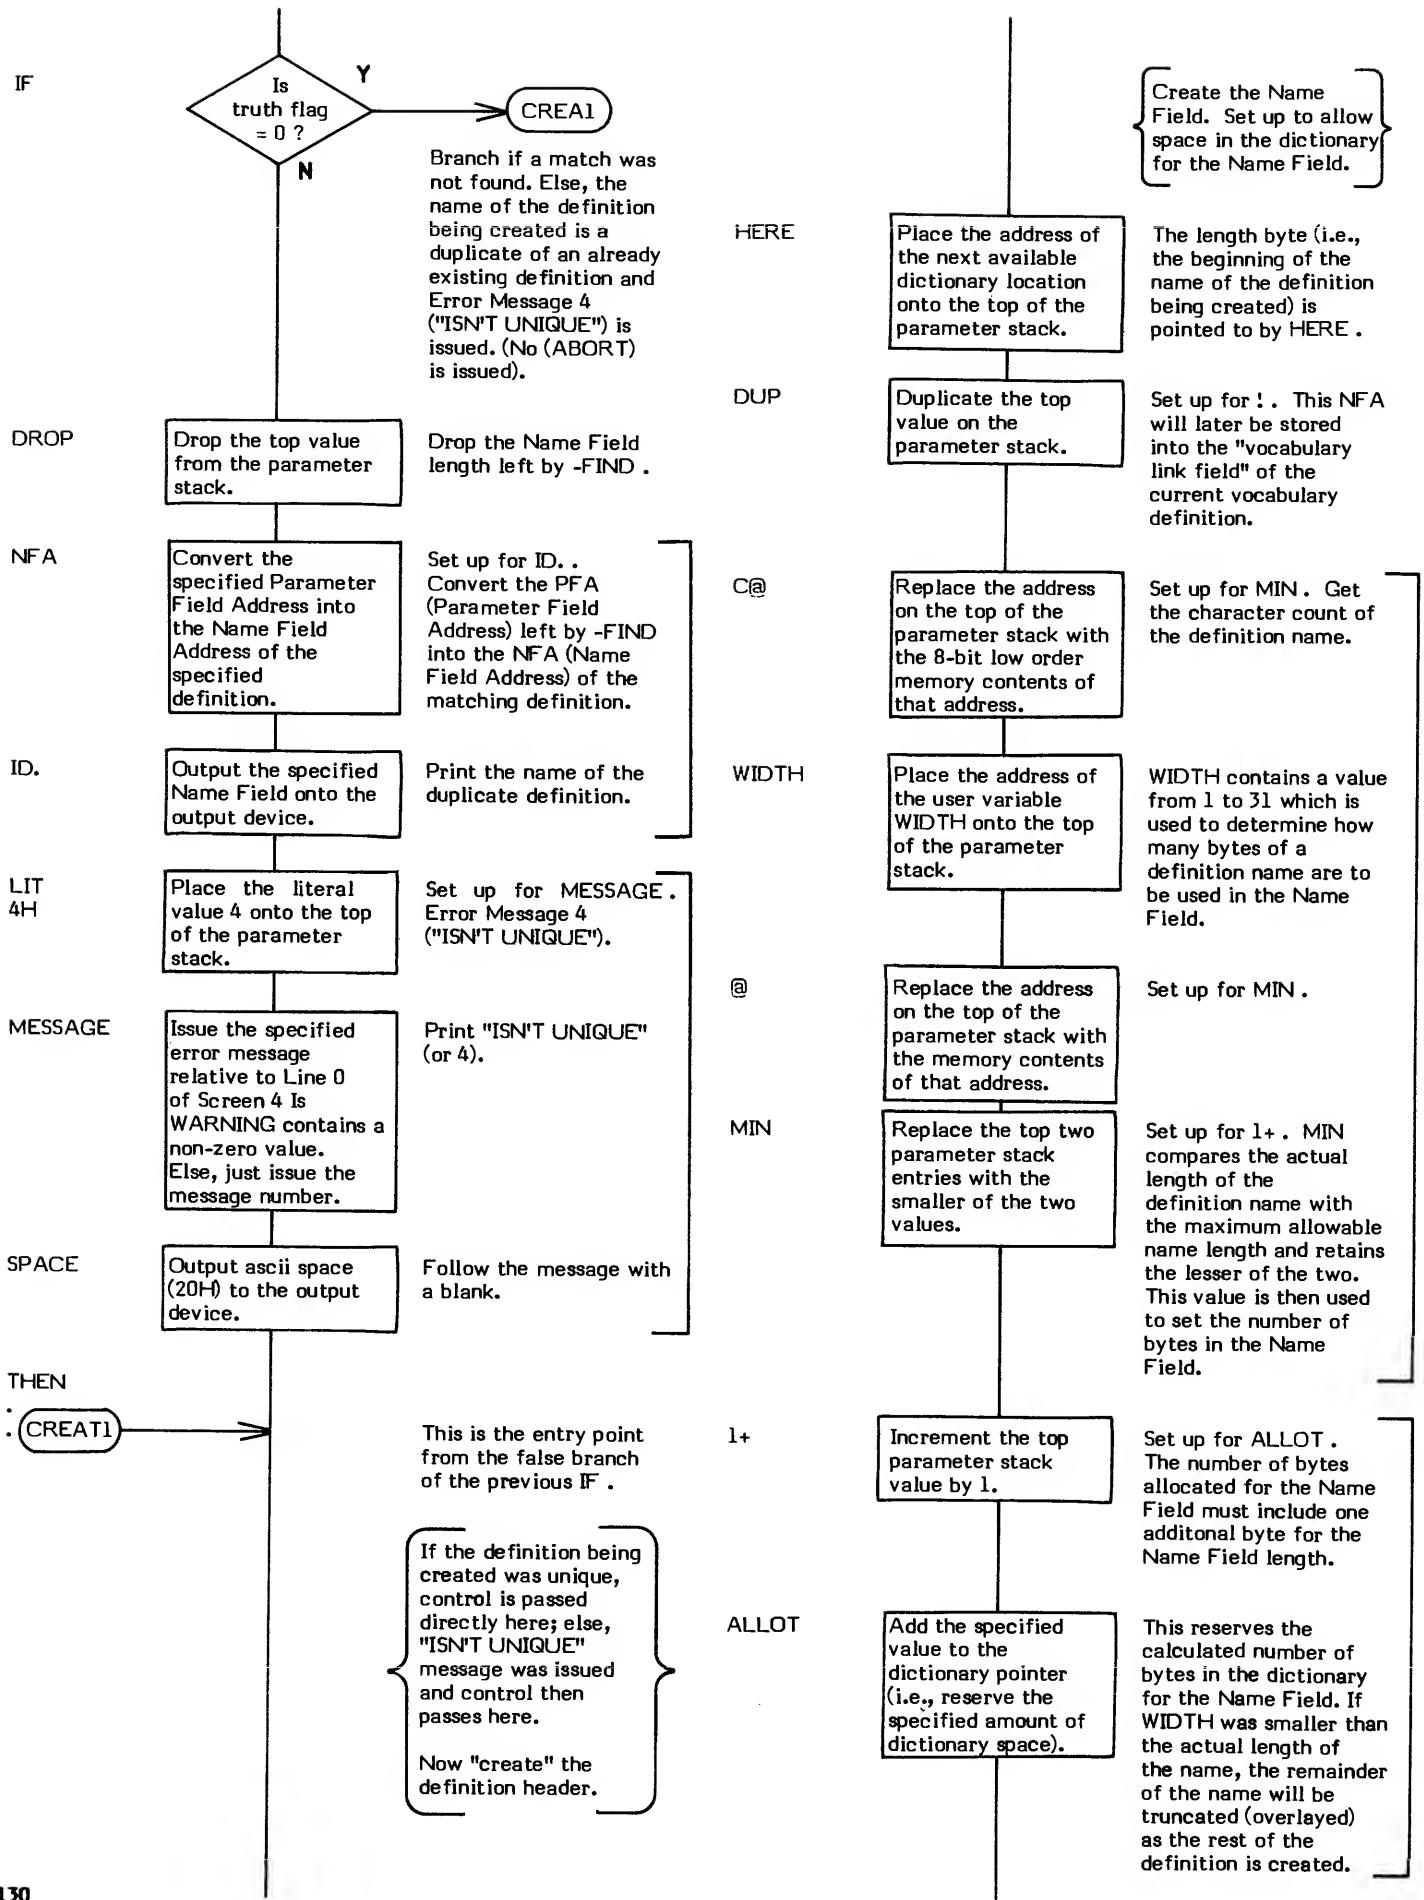 IF
Is
truth flag
= 0 ?
Y
N
CREA1
Branch if a match was
not found. Else, the
name of the definition
being created is a
duplicate of an already
existing definition and
Error Message 4
("ISN'T UNIQUE") is
issued. (No (ABORT)
is issued).
DROP
Drop the top value
from the parameter
stack.
Drop the Name Field
length left by -FIND .
NFA
Convert the
specified Parameter
Field Address into
the Name Field
Address of the
specified
definition.
Set up for ID. .
Convert the PFA
(Parameter Field
Address) left by -FIND
into the NFA (Name
Field Address) of the
matching definition.
ID.
Output the specified
Name Field onto the
output device.
Print the name of the
duplicate definition.
LIT
4H
Place the literal
value 4 onto the top
of the parameter
stack.
Set up for MESSAGE .
Error Message 4
("ISN'T UNIQUE").
MESSAGE
Issue the specified
error message
relative to Line 0
of Screen 4 Is
WARNING contains a
non-zero value.
Else, just issue the
message number.
Print "ISN'T UNIQUE"
(or 4).
SPACE
Output ascii space
(20H) to the output
device.
Follow the message with
a blank.
THEN
:
CREAT1
This is the entry point
from the false branch
of the previous IF .
If the definition being
created was unique,
control is passed
directly here; else,
"ISN'T UNIQUE"
message was issued
and control then
passes here.
Now "create" the
definition header.
130
Create the Name
Field. Set up to allow
space in the dictionary
for the Name Field.
HERE
Place the address of
the next available
dictionary location
onto the top of the
parameter stack.
The length byte (i.e.,
the beginning of the
name of the definition
being created) is
pointed to by HERE .
DUP
Duplicate the top
value on the
parameter stack.
Set up for ! . This NFA
will later be stored
into the "vocabulary
link field" of the
current vocabulary
definition.
C@
Replace the address
on the top of the
parameter stack with
the 8-bit low order
memory contents of
that address.
Set up for MIN . Get
the character count of
the definition name.
WIDTH
Place the address of
the user variable
WIDTH onto the top
of the parameter
stack.
WIDTH contains a value
from 1 to 31 which is
used to determine how
many bytes of a
definition name are to
be used in the Name
Field.
@
Replace the address
on the top of the
parameter stack with
the memory contents
of that address.
Set up for MIN .
MIN
Replace the top two
parameter stack
entries with the
smaller of the two
values.
Set up for 1+ . MIN
compares the actual
length of the
definition name with
the maximum allowable
name length and retains
the lesser of the two.
This value is then used
to set the number of
bytes in the Name
Field.
1+
Increment the top
parameter stack
value by 1.
Set up for ALLOT .
The number of bytes
allocated for the Name
Field must include one
additonal byte for the
Name Field length.
ALLOT
Add the specified
value to the
dictionary pointer
(i.e., reserve the
specified amount of
dictionary space).
This reserves the
calculated number of
bytes in the dictionary
for the Name Field. If
WIDTH was smaller than
the actual length of
the name, the remainder
of the name will be
truncated (overlayed)
as the rest of the
definition is created.